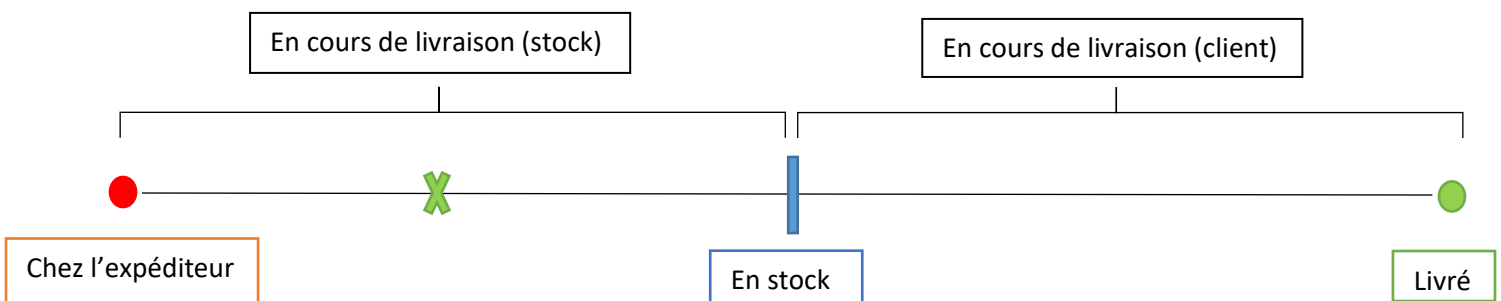 En cours de livraison (stock)
En cours de livraison (client)
Chez l’expéditeur
En stock
Livré